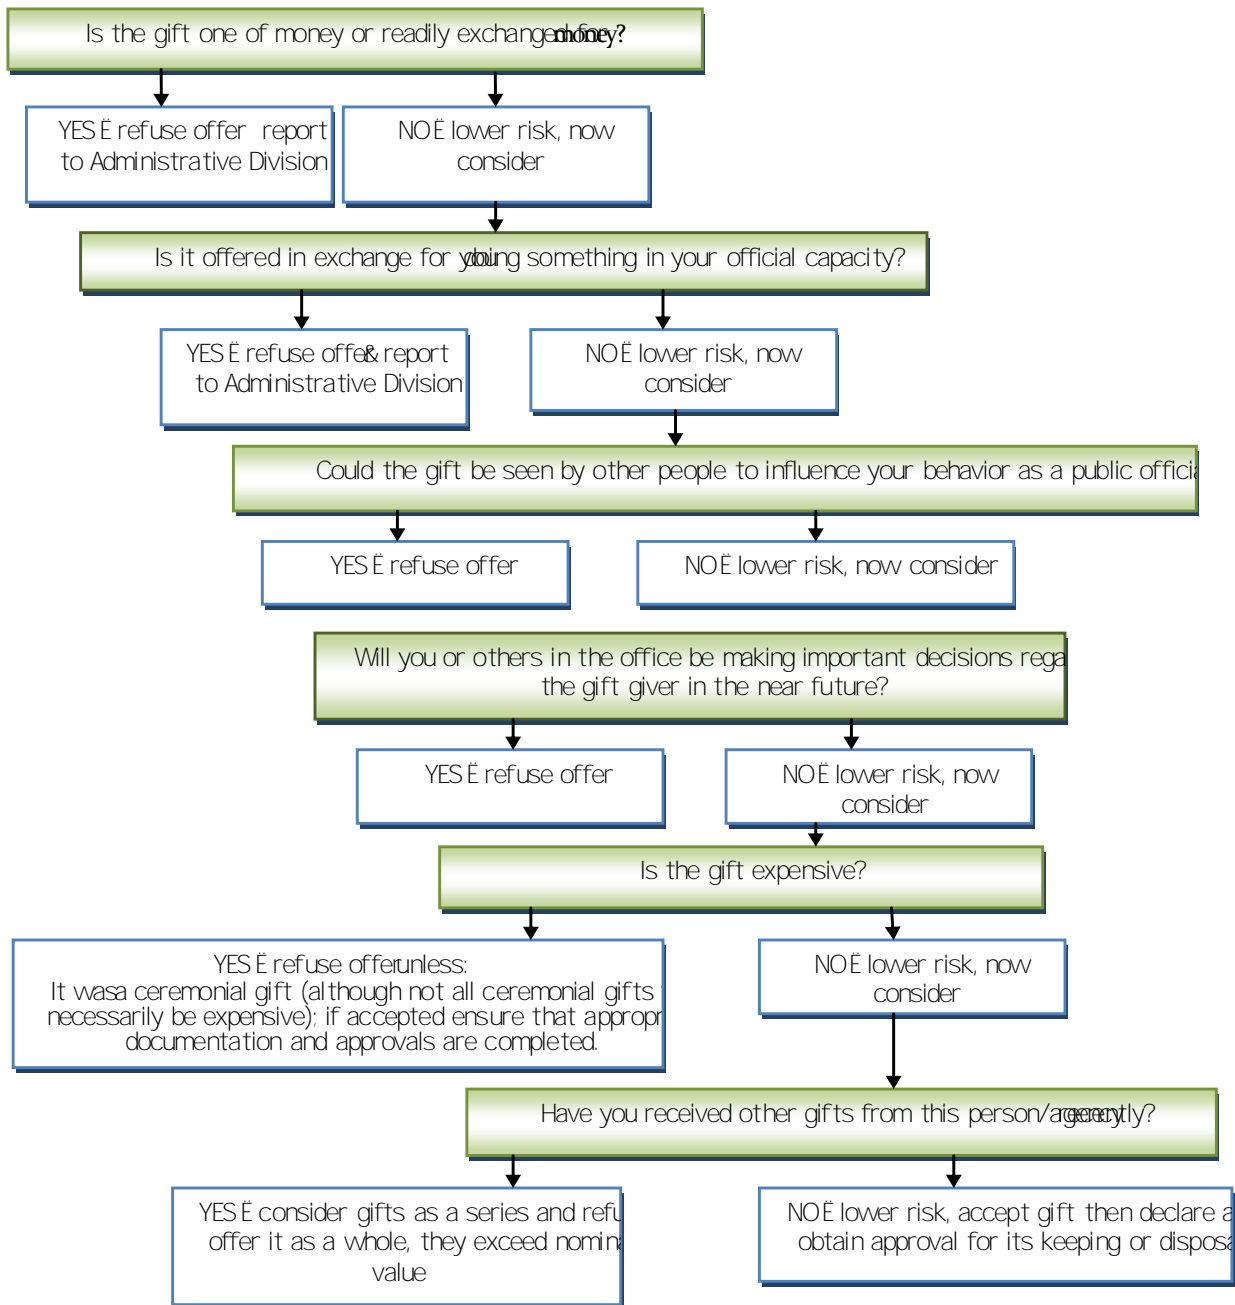 Is the gift one of money or readily exchanged for money?
YES Ë refuse offer report
to Administrative Division
NO Ë lower risk, now
consider
Is it offered in exchange for you doing something in your official capacity?
YES Ë refuse offer & report
to Administrative Division
NO Ë lower risk, now
consider
Could the gift be seen by other people to influence your behavior as a public officia
YES Ë refuse offer
NO Ë lower risk, now consider
Will you or others in the office be making important decisions rega
the gift giver in the near future?
YES Ë refuse offer
NO Ë lower risk, now
consider
Is the gift expensive?
YES Ë refuse offer unless:
It was a ceremonial gift (although not all ceremonial gifts
necessarily be expensive); if accepted ensure that appropr
documentation and approvals are completed.
NO Ë lower risk, now
consider
Have you received other gifts from this person/agency recently?
YES Ë consider gifts as a series and refu
offer it as a whole, they exceed nomina
value
NO Ë lower risk, accept gift then declare a
obtain approval for its keeping or disposa